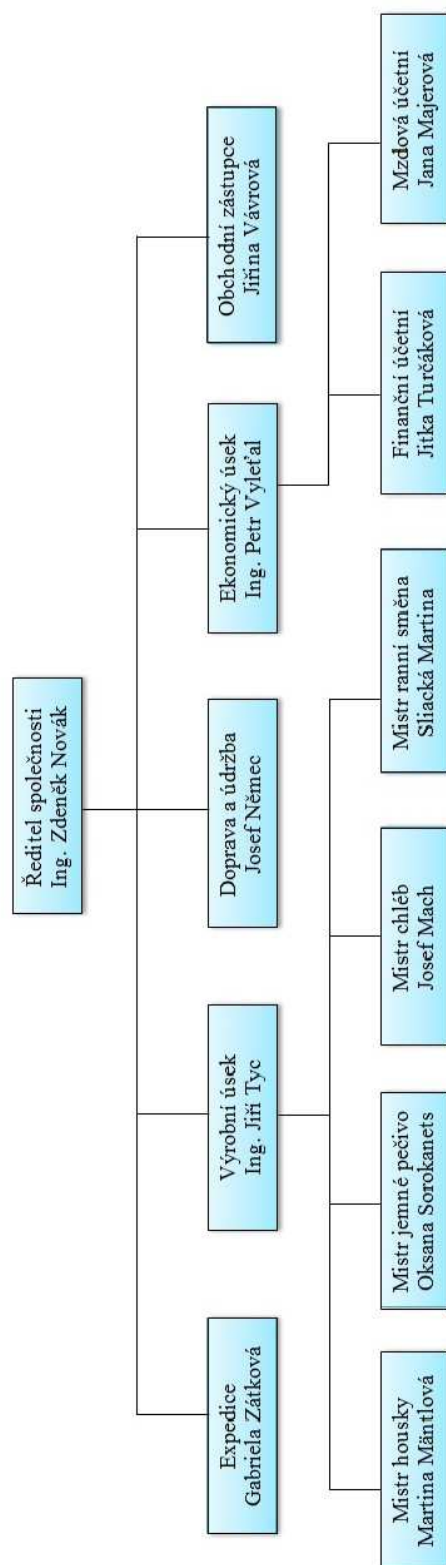 Ředitel společnosti
Ing. Zdeněk Novák
Expedice
Gabriela Zátková
Výrobní úsek
Ing. Jiří Tyc
Doprava a údržba
Josef Němec
Ekonomický úsek
Ing. Petr Vyleťal
Obchodní zástupce
Jiřina Vávrová
Mistr housky
Martina Mäntlová
Mistr jemné pečivo
Oksana Sorokanets
Mistr chléb
Josef Mach
Mistr ranní směna
Sliacká Martina
Finanční účetní
Jitka Turčáková
Mzdová účetní
Jana Majerová